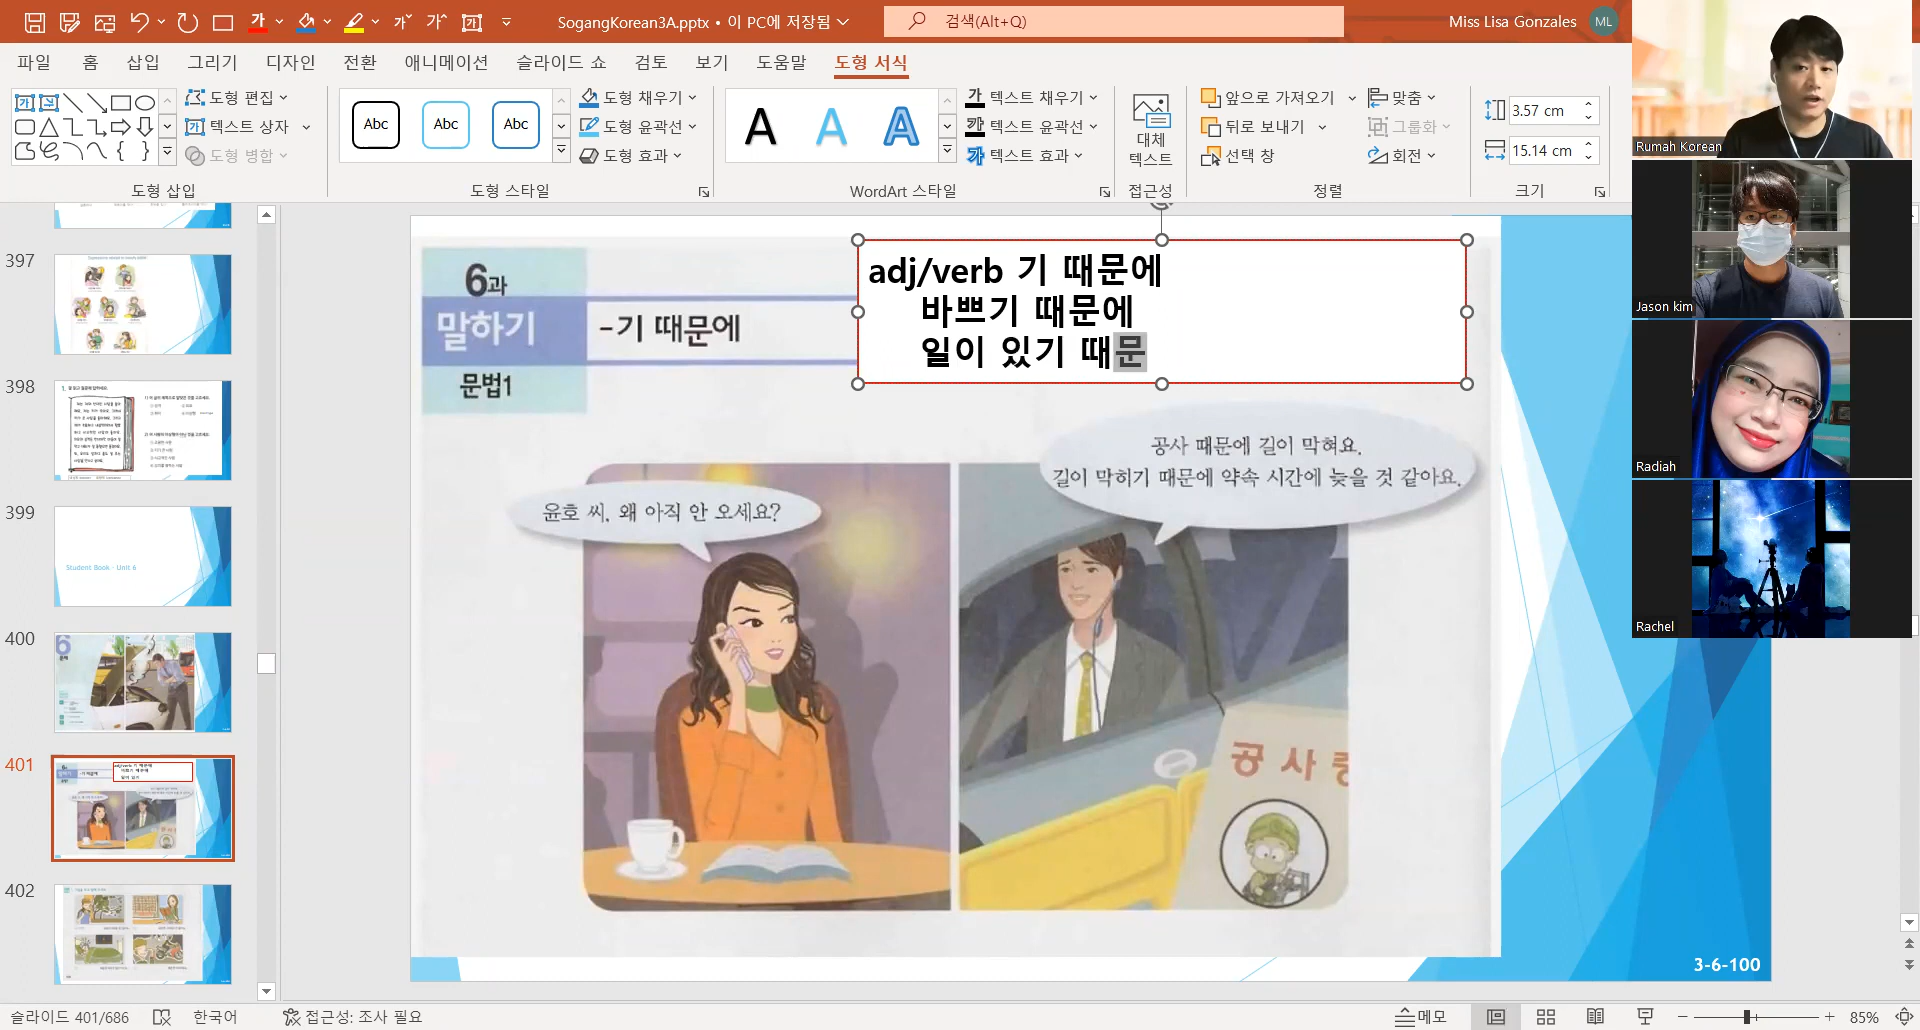 SogangKorean3A.pptx • 이 PC에 저장됨
검색(Alt+Q)
Miss Lisa Gonzales
ML
파일 홈 삽입 그리기 디자인 전환 애니메이션 슬라이드 쇼 검토 보기 도움말 도형 서식
도형 편집
텍스트 상자
도형 병합
도형 삽입
Abc Abc Abc
도형 채우기
도형 윤곽선
도형 효과
도형 스타일
A A A
텍스트 채우기
텍스트 윤곽선
텍스트 효과
WordArt 스타일
대체
텍스트
접근성
앞으로 가져오기
뒤로 보내기
선택 창
맞춤
그룹화
회전
정렬
3.57 cm
15.14 cm
크기
397
398
399
Student Book - Unit 6
400
401
402
6과
말하기
-기 때문에
문법1
adj/verb 기 때문에
바쁘기 때문에
일이 있기 때문
윤호 씨, 왜 아직 안 오세요?
공사 때문에 길이 막혀요.
길이 막히기 때문에 약속 시간에 늦을 것 같아요.
공사중
3-6-100
Rumah Korean
Jason kim
Radiah
Rachel
슬라이드 401/686
한국어
접근성: 조사 필요
메모
85%